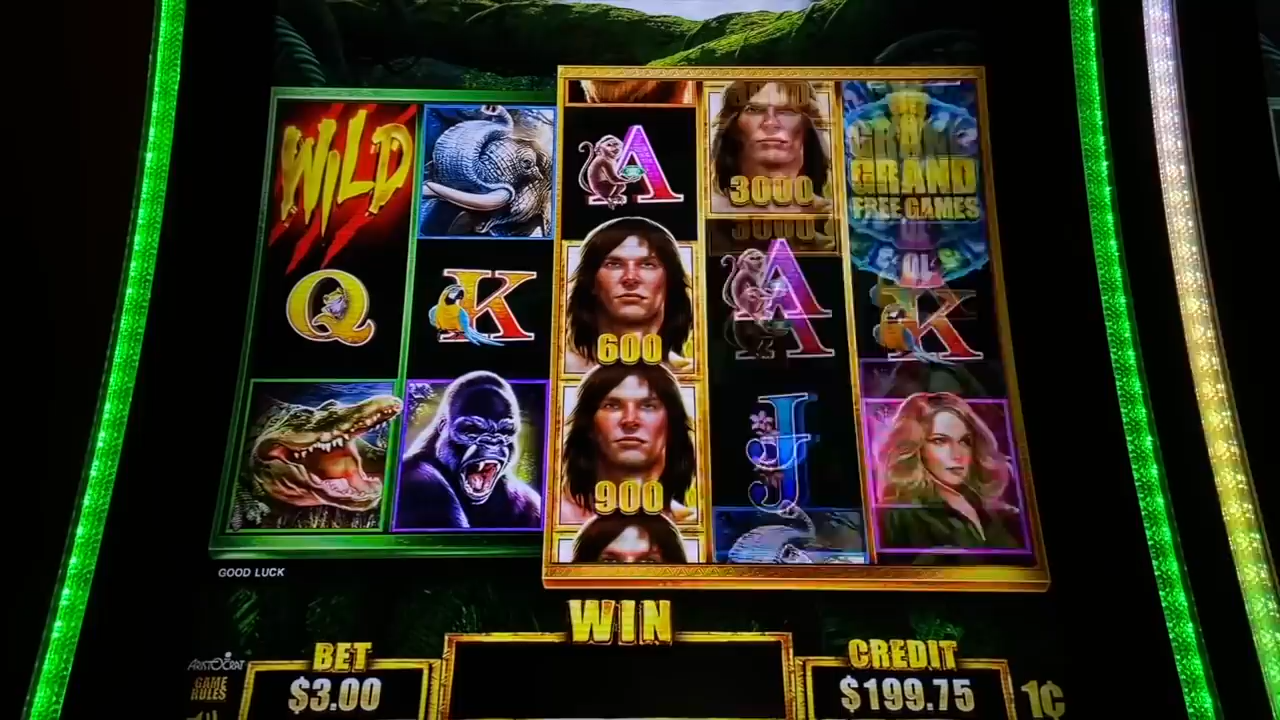 WILD
A
3000
GRAND
FREE GAMES
Q
K
600
A
K
900
J
GOOD LUCK
WIN
ARISTOCRAT
GAME
RULES
BET
$3.00
CREDIT
$199.75
1¢